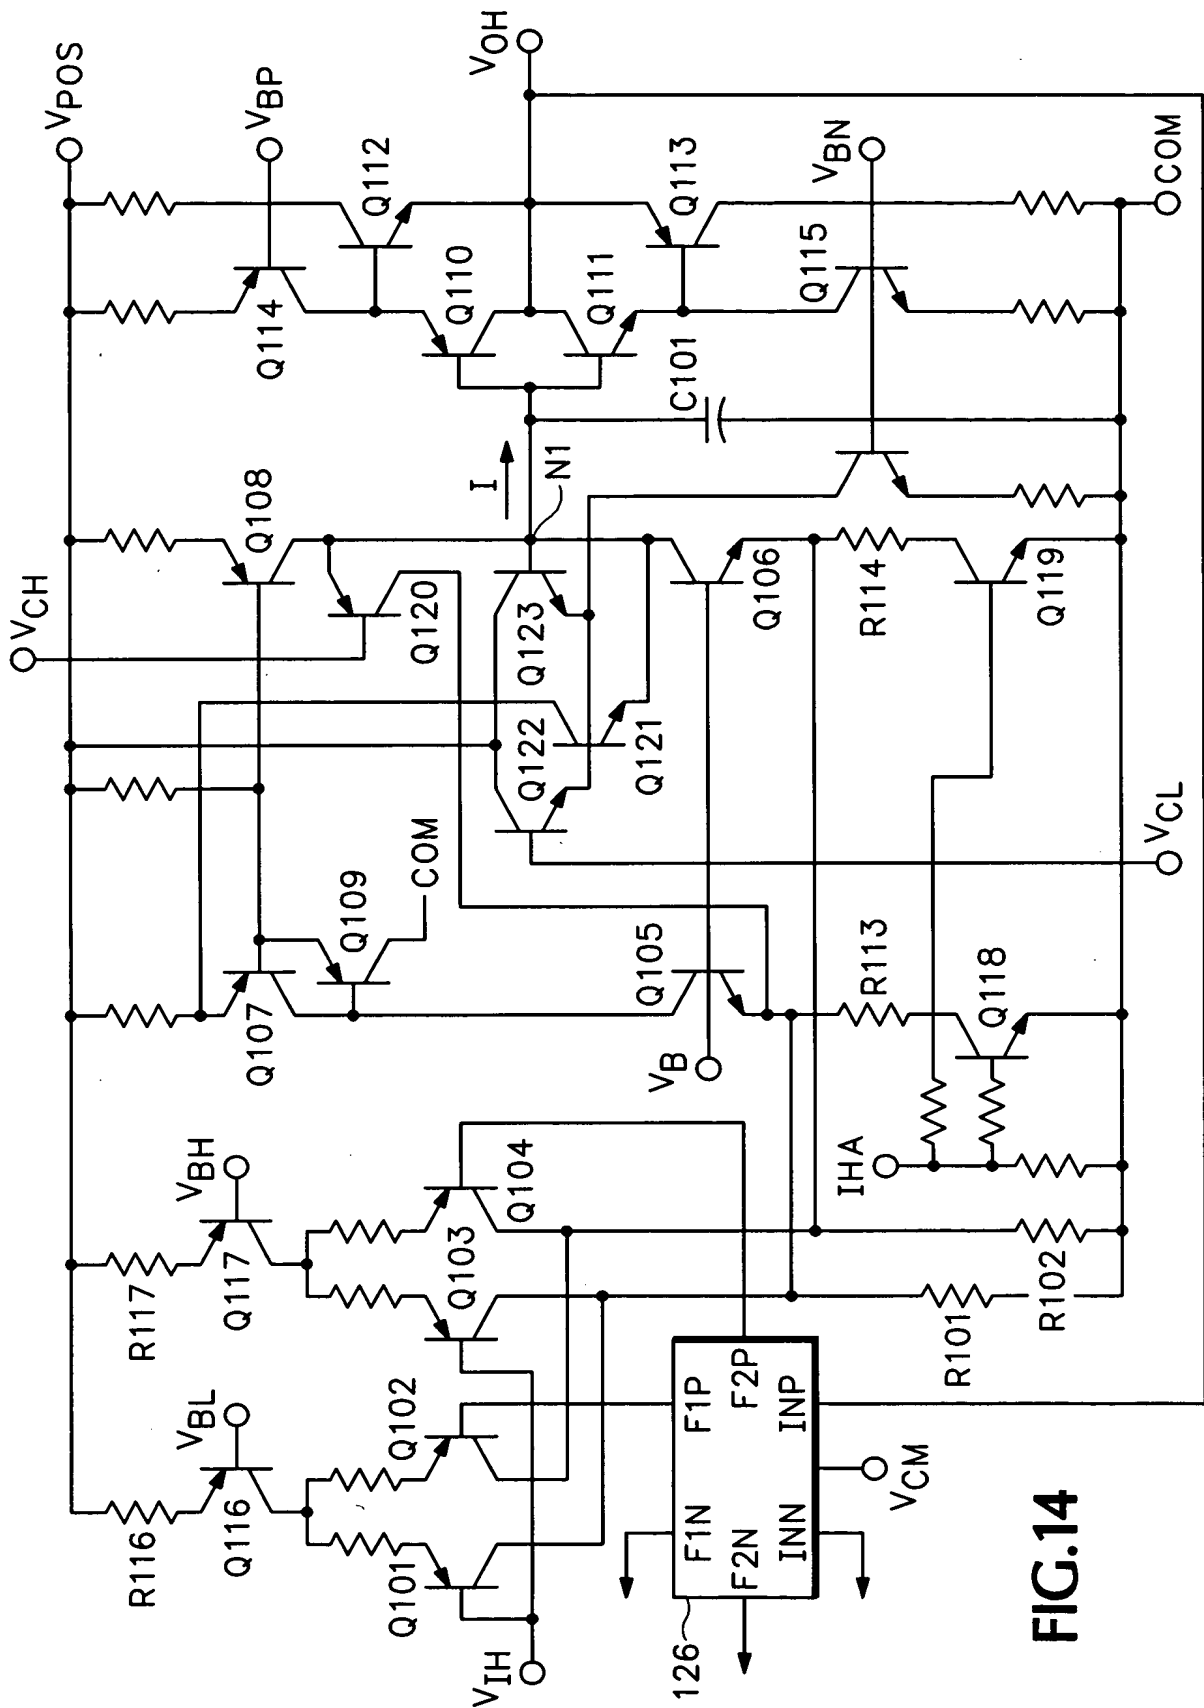 VPOS
VCH
VBH
VBL
R117
R116
Q117
Q116
VBP
Q108
Q114
Q112
Q107
Q109
COM
Q120
Q110
Q103
Q104
Q102
Q101
VIH
Q122
Q123
I
N1
VOH
Q121
Q111
Q113
C101
Q105
Q106
VB
Q115
VBN
126
F1N
F1P
F2N
F2P
INN
INP
VCM
R113
R114
IHA
Q118
Q119
R101
R102
VCL
COM
FIG.14